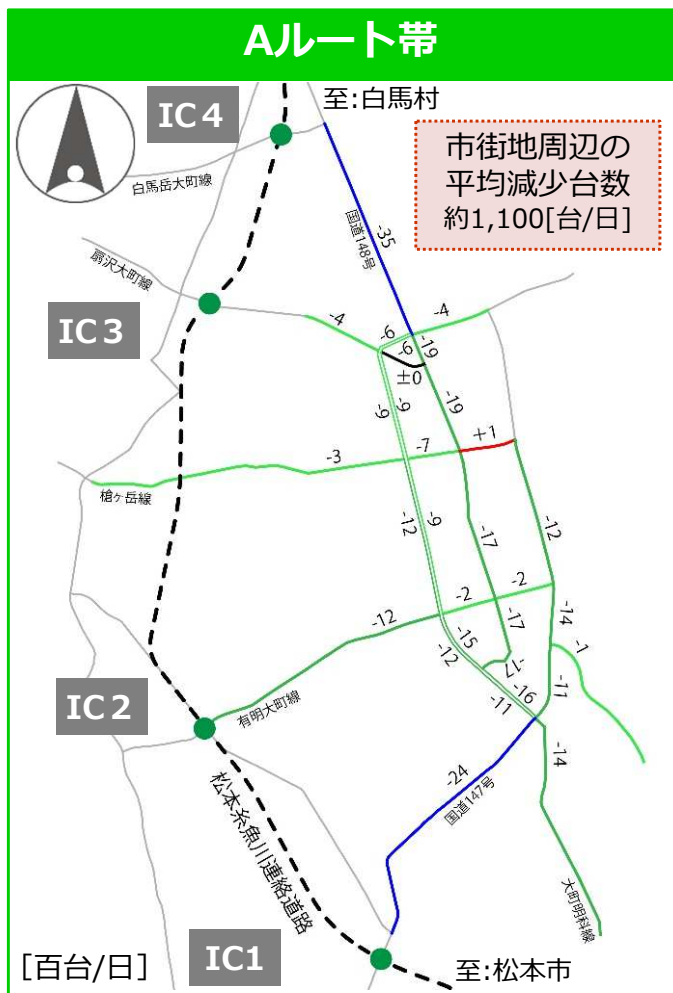 Aルート帯
IC4
至:白馬村
市街地周辺の
平均減少台数
約1,100[台/日]
白馬岳大町線
-35
国道148号
扇沢大町線
IC3
-4
-4
-6
-6
-19
±0
-19
-9
-9
+1
-7
-3
槍ヶ岳線
-12
-9
-17
-12
-2
-2
-12
-17
-14
-15
-12
-17
-1
-16
-11
-11
IC2
有明大町線
-14
-24
国道147号
松本糸魚川連絡道路
大町明科線
[百台/日]
IC1
至:松本市